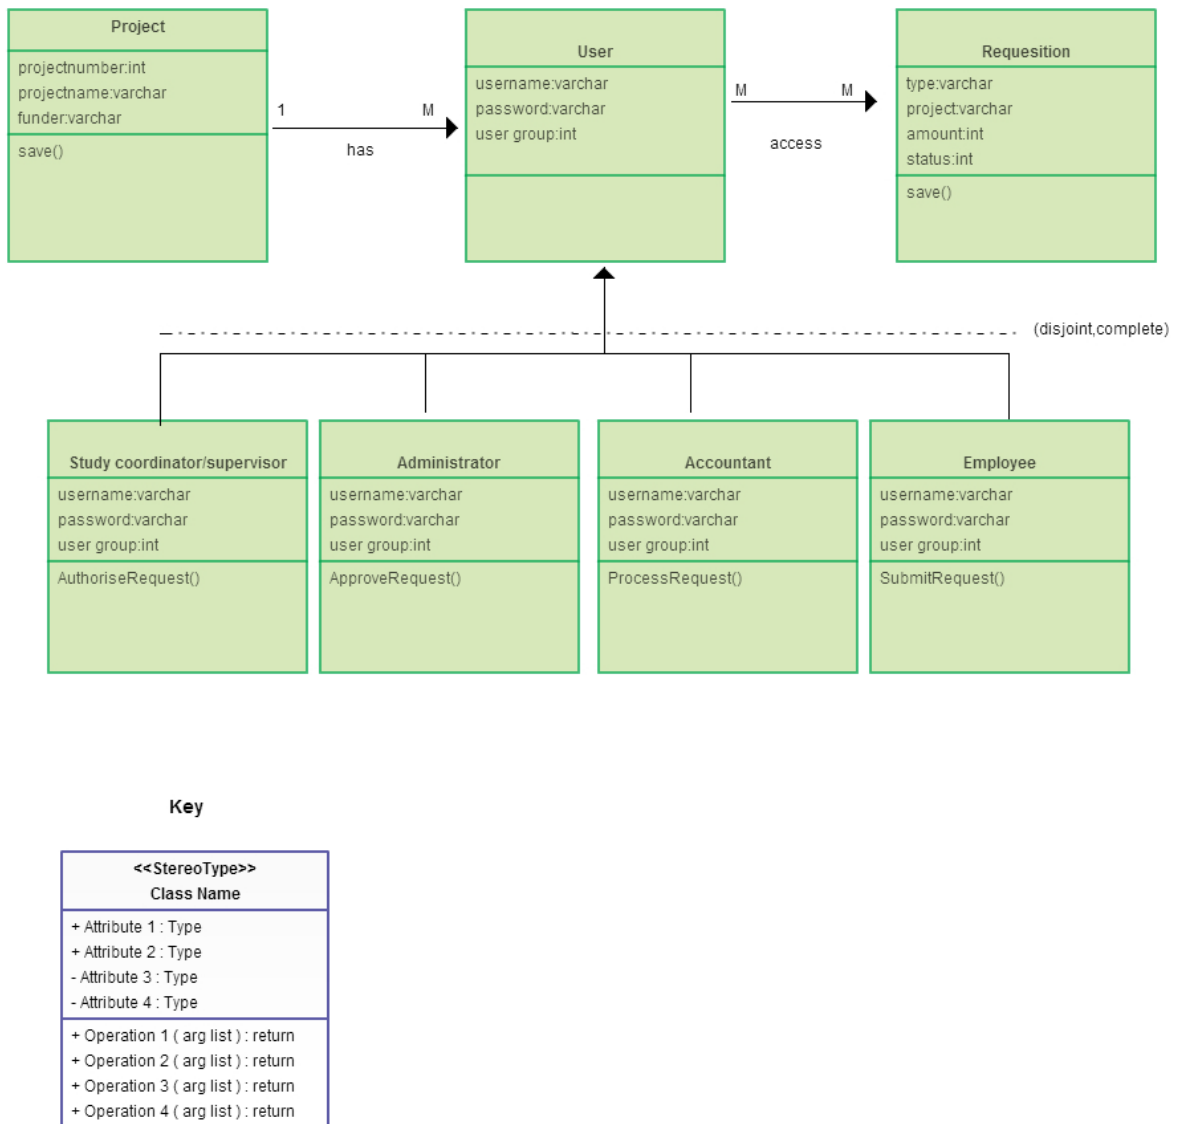 Project
projectnumber:int
projectname:varchar
funder:varchar
save()
1
M
has
User
username:varchar
password:varchar
user group:int
M
M
access
Requesition
type:varchar
project:varchar
amount:int
status:int
save()
(disjoint,complete)
Study coordinator/supervisor
username:varchar
password:varchar
user group:int
AuthoriseRequest()
Administrator
username:varchar
password:varchar
user group:int
ApproveRequest()
Accountant
username:varchar
password:varchar
user group:int
ProcessRequest()
Employee
username:varchar
password:varchar
user group:int
SubmitRequest()
Key
<<StereoType>>
Class Name
+ Attribute 1 : Type
+ Attribute 2 : Type
- Attribute 3 : Type
- Attribute 4 : Type
+ Operation 1 ( arg list ) : return
+ Operation 2 ( arg list ) : return
+ Operation 3 ( arg list ) : return
+ Operation 4 ( arg list ) : return